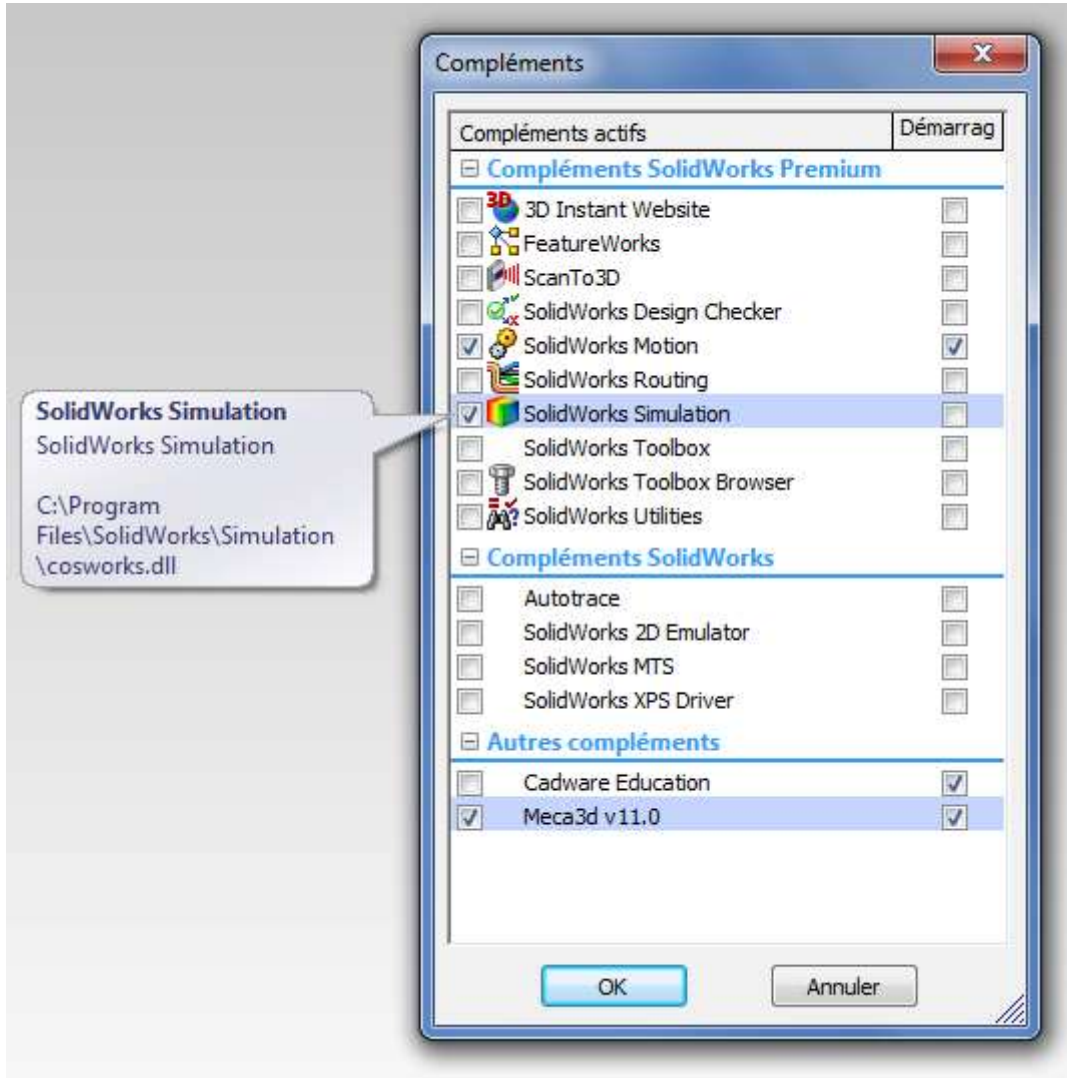 Compléments
Compléments actifs
Démarrag
Compléments SolidWorks Premium
3D Instant Website
FeatureWorks
ScanTo3D
SolidWorks Design Checker
SolidWorks Motion
SolidWorks Routing
SolidWorks Simulation
SolidWorks Toolbox
SolidWorks Toolbox Browser
SolidWorks Utilities
Compléments SolidWorks
Autotrace
SolidWorks 2D Emulator
SolidWorks MTS
SolidWorks XPS Driver
Autres compléments
Cadware Education
Meca3d v11.0
OK
Annuler
SolidWorks Simulation
SolidWorks Simulation
C:\Program
Files\SolidWorks\Simulation
\cosworks.dll